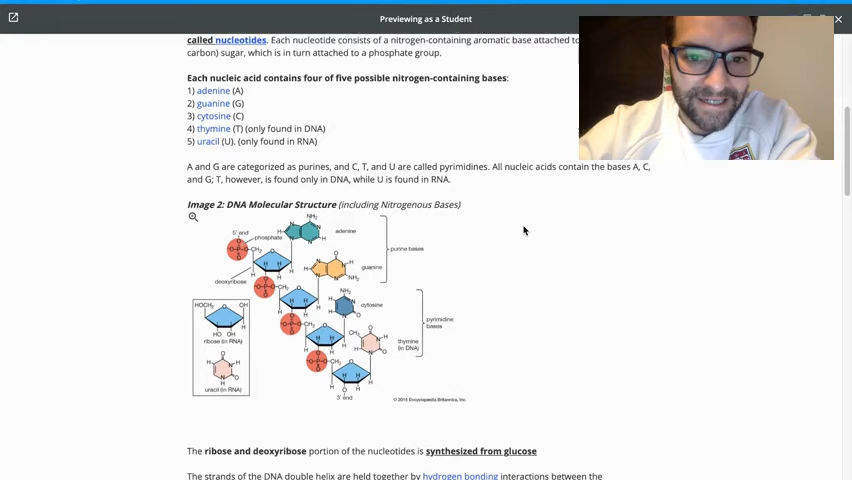 Previewing as a Student
called nucleotides. Each nucleotide consists of a nitrogen-containing aromatic base attached to
carbon) sugar, which is in turn attached to a phosphate group.
Each nucleic acid contains four of five possible nitrogen-containing bases:
1) adenine (A)
2) guanine (G)
3) cytosine (C)
4) thymine (T) (only found in DNA)
5) uracil (U). (only found in RNA)
A and G are categorized as purines, and C, T, and U are called pyrimidines. All nucleic acids contain the bases A, C,
and G; T, however, is found only in DNA, while U is found in RNA.
Image 2: DNA Molecular Structure (including Nitrogenous Bases)
5' end
phosphate
NH₂
adenine
purine bases
deoxyribose
guanine
NH₂
NH₂
cytosine
pyrimidine
bases
thymine
(in DNA)
HOCH₂ O OH
HO OH
ribose (in RNA)
uracil (in RNA)
3' end
© 2015 Encyclopædia Britannica, Inc.
The ribose and deoxyribose portion of the nucleotides is synthesized from glucose
The strands of the DNA double helix are held together by hydrogen bonding interactions between the